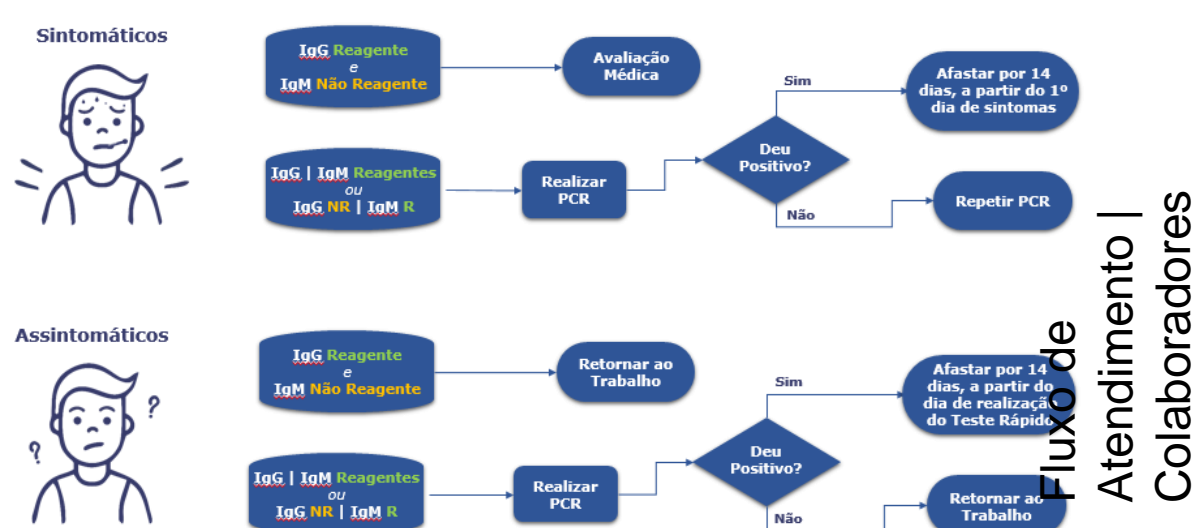 Sintomáticos
IgG Reagente
e
IgM Não Reagente
Avaliação
Médica
IgG | IgM Reagentes
ou
IgG NR | IgM R
Realizar
PCR
Deu
Positivo?
Sim
Afastar por 14
dias, a partir do 1º
dia de sintomas
Não
Repetir PCR
Assintomáticos
IgG Reagente
e
IgM Não Reagente
Retornar ao
Trabalho
IgG | IgM Reagentes
ou
IgG NR | IgM R
Realizar
PCR
Deu
Positivo?
Sim
Afastar por 14
dias, a partir do
dia de realização
do Teste Rápido
Não
Retornar ao
Trabalho
Fluxo de
Atendimento |
Colaboradores